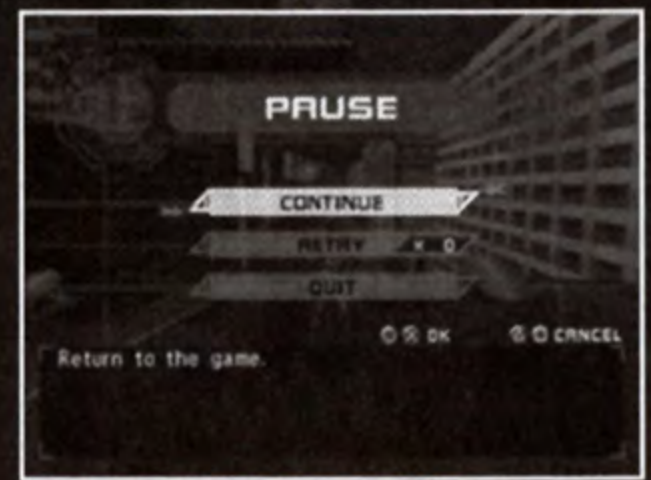 PAUSE
CONTINUE
RETRY × 0
QUIT
OK CANCEL
Return to the game.